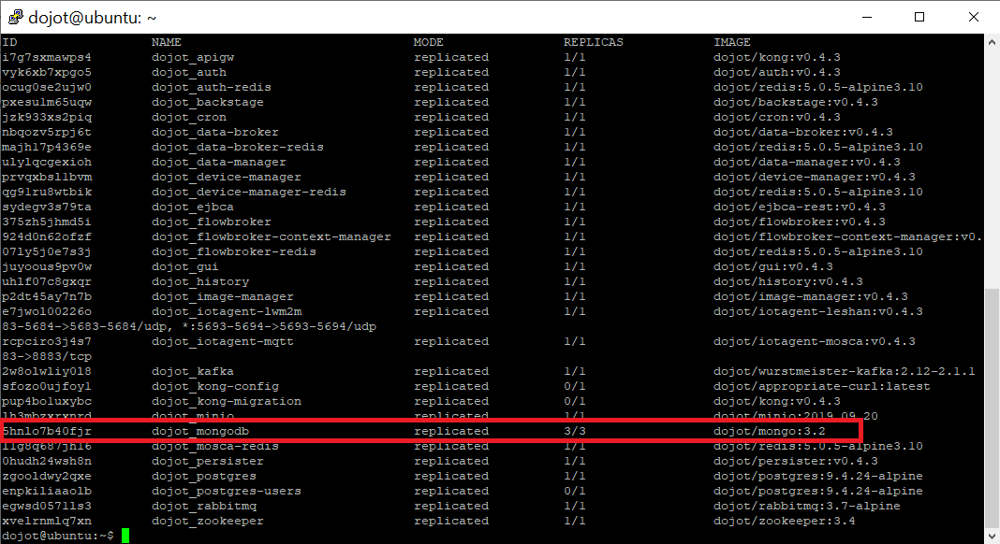 dojot@ubuntu: ~
ID NAME MODE REPLICAS IMAGE
i7g7sxmawps4 dojot_apigw replicated 1/1 dojot/kong:v0.4.3
vyk6xb7xpgo5 dojot_auth replicated 1/1 dojot/auth:v0.4.3
ocug0se2ujw0 dojot_auth-redis replicated 1/1 dojot/redis:5.0.5-alpine3.10
pxesulm65uqw dojot_backstage replicated 1/1 dojot/backstage:v0.4.3
jzk933xs2piq dojot_cron replicated 1/1 dojot/cron:v0.4.3
nbqozv5rpj6t dojot_data-broker replicated 1/1 dojot/data-broker:v0.4.3
majhl7p4369e dojot_data-broker-redis replicated 1/1 dojot/redis:5.0.5-alpine3.10
ulylqcgexioh dojot_data-manager replicated 1/1 dojot/data-manager:v0.4.3
prvqxbsllbvm dojot_device-manager replicated 1/1 dojot/device-manager:v0.4.3
qg9lru8wtbik dojot_device-manager-redis replicated 1/1 dojot/redis:5.0.5-alpine3.10
sydegv3s79ta dojot_ejbca replicated 1/1 dojot/ejbca-rest:v0.4.3
375zh5jhmd5i dojot_flowbroker replicated 1/1 dojot/flowbroker:v0.4.3
924d0n62ofzf dojot_flowbroker-context-manager replicated 1/1 dojot/flowbroker-context-manager:v0.
07ly5j0e7s3j dojot_flowbroker-redis replicated 1/1 dojot/redis:5.0.5-alpine3.10
juyoous9pv0w dojot_gui replicated 1/1 dojot/gui:v0.4.3
uhlf07c8gxqr dojot_history replicated 1/1 dojot/history:v0.4.3
p2dt45ay7n7b dojot_image-manager replicated 1/1 dojot/image-manager:v0.4.3
e7jwol00226o dojot_iotagent-lwm2m replicated 1/1 dojot/iotagent-leshan:v0.4.3
83-5684->5683-5684/udp, *:5693-5694->5693-5694/udp
rcpciro3j4s7 dojot_iotagent-mqtt replicated 1/1 dojot/iotagent-mosca:v0.4.3
83->8883/tcp
2w8olwliy0l8 dojot_kafka replicated 1/1 dojot/wurstmeister-kafka:2.12-2.1.1
sfozo0ujfoyl dojot_kong-config replicated 0/1 dojot/appropriate-curl:latest
pup4boluxybc dojot_kong-migration replicated 0/1 dojot/kong:v0.4.3
lh3mbzxrxnrd dojot_minio replicated 1/1 dojot/minio:2019.09.20
5hnlo7b40fjr dojot_mongodb replicated 3/3 dojot/mongo:3.2
llg8q687jhl6 dojot_mosca-redis replicated 1/1 dojot/redis:5.0.5-alpine3.10
0hudh24wsh8n dojot_persister replicated 1/1 dojot/persister:v0.4.3
zgooldwy2qxe dojot_postgres replicated 1/1 dojot/postgres:9.4.24-alpine
enpkiliaaolb dojot_postgres-users replicated 0/1 dojot/postgres:9.4.24-alpine
egwsd057lls3 dojot_rabbitmq replicated 1/1 dojot/rabbitmq:3.7-alpine
xvelrnmlq7xn dojot_zookeeper replicated 1/1 dojot/zookeeper:3.4
dojot@ubuntu:~$